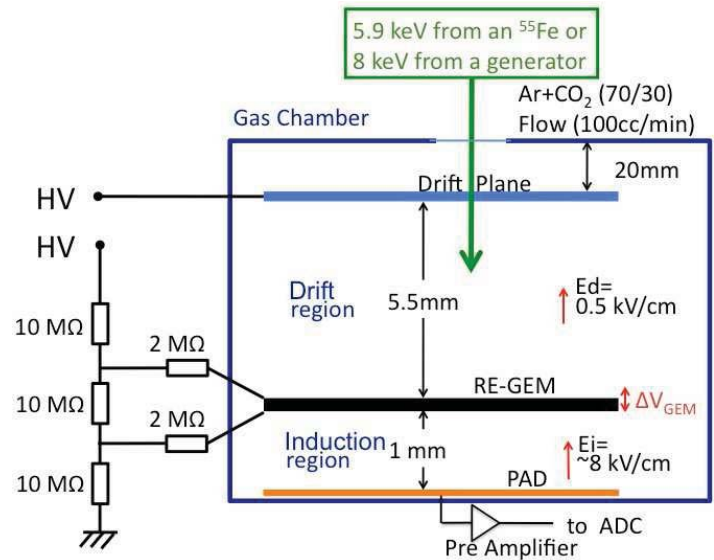 5.9 keV from an ⁵⁵Fe or
8 keV from a generator
Ar+CO₂ (70/30)
Flow (100cc/min)
Gas Chamber
20mm
HV
Drift Plane
HV
Drift
region
5.5mm
Ed=
0.5 kV/cm
10 MΩ
2 MΩ
RE-GEM
ΔV_GEM
10 MΩ
2 MΩ
Induction
region
1 mm
Ei=
~8 kV/cm
10 MΩ
PAD
to ADC
Pre Amplifier